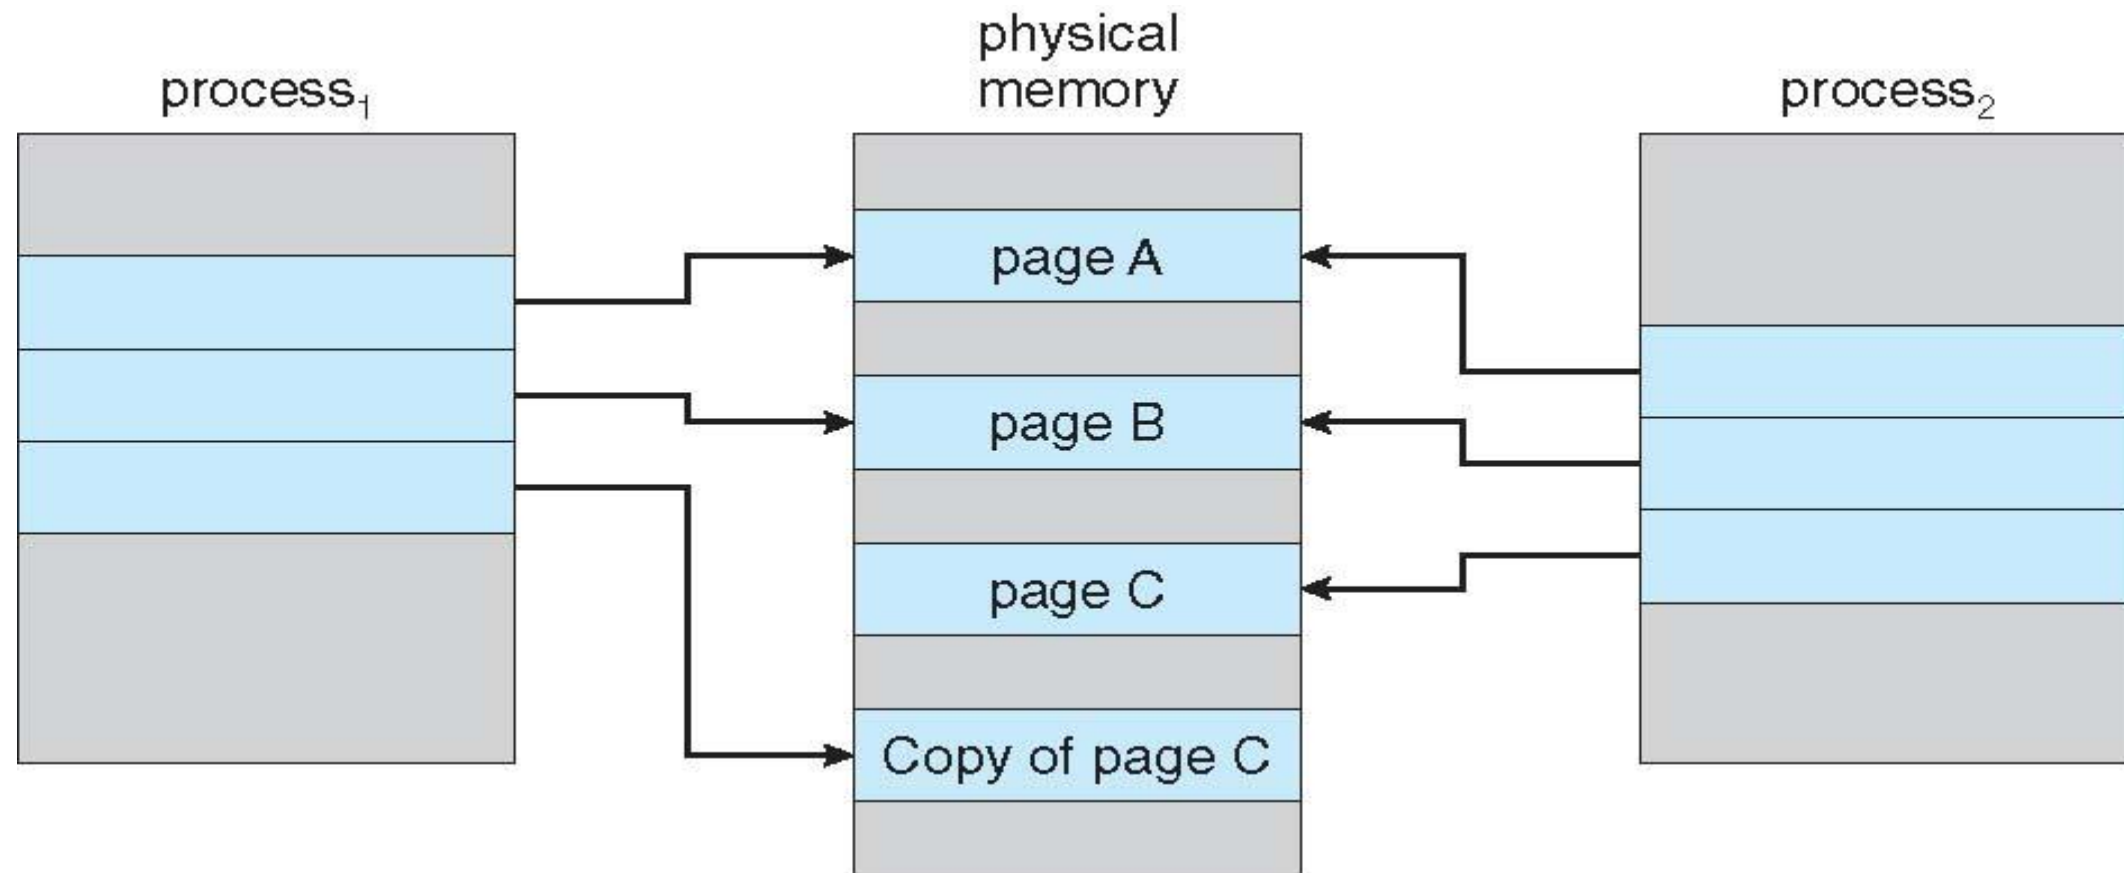 process₁
physical
memory
process₂
page A
page B
page C
Copy of page C